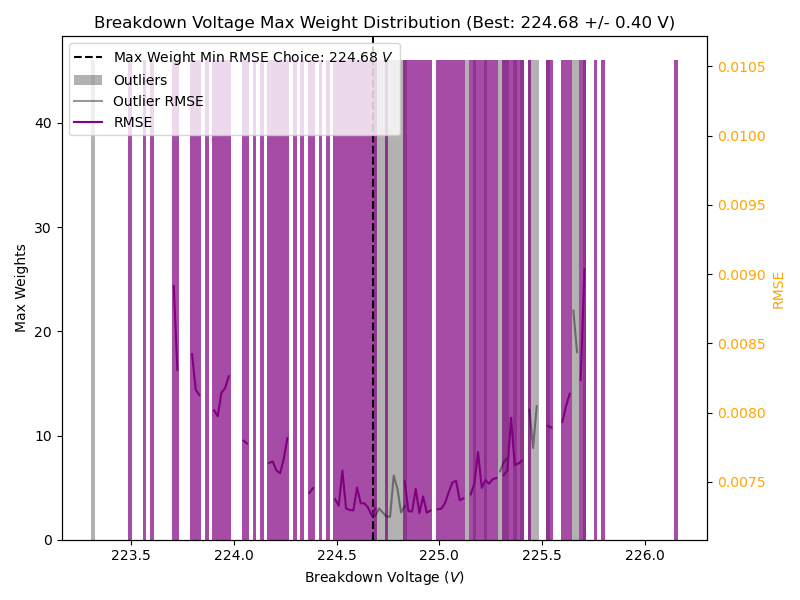 Breakdown Voltage Max Weight Distribution (Best: 224.68 +/- 0.40 V)
Max Weight Min RMSE Choice: 224.68 V
Outliers
Outlier RMSE
RMSE
Max Weights
40
30
20
10
0
0.0105
0.0100
0.0095
0.0090
0.0085
0.0080
0.0075
RMSE
223.5 224.0 224.5 225.0 225.5 226.0
Breakdown Voltage (V)